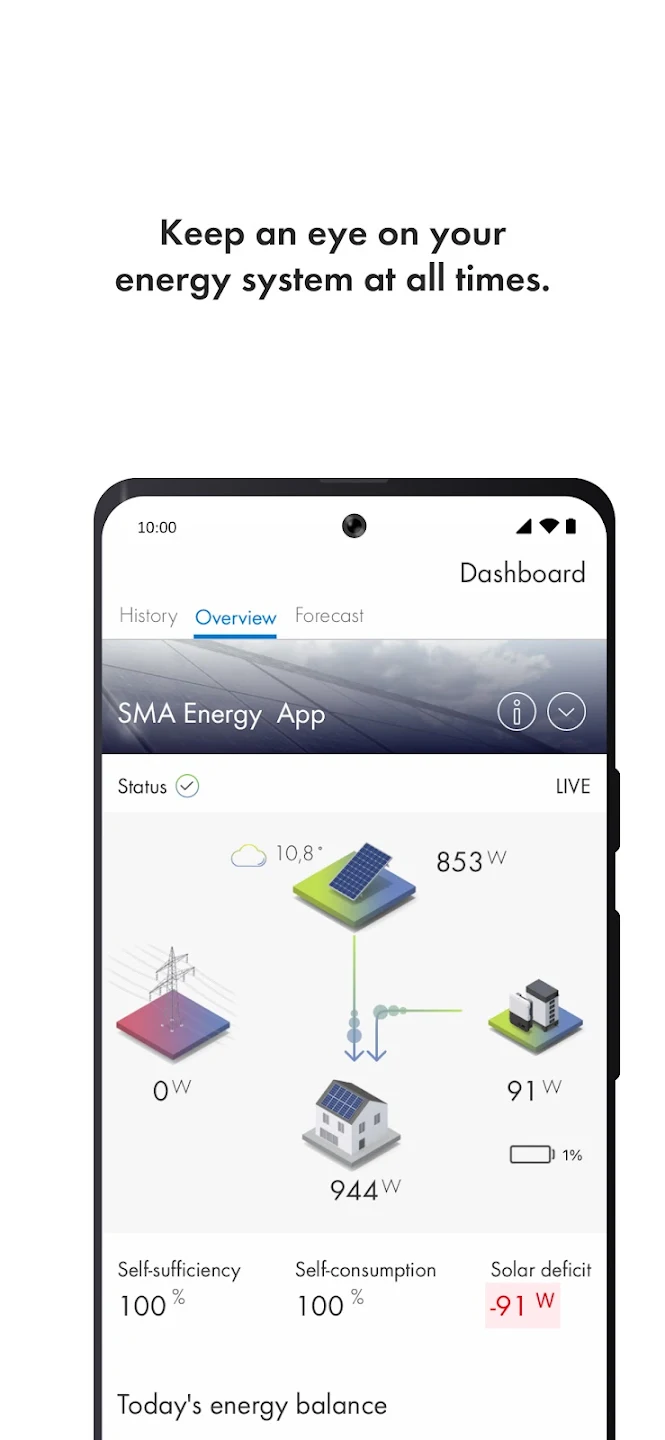 Keep an eye on your
energy system at all times.
10:00
Dashboard
History Overview Forecast
SMA Energy App
Status LIVE
10,8° 853 W
0 W 91 W
1%
944 W
Self-sufficiency Self-consumption Solar deficit
100 % 100 % -91 W
Today's energy balance